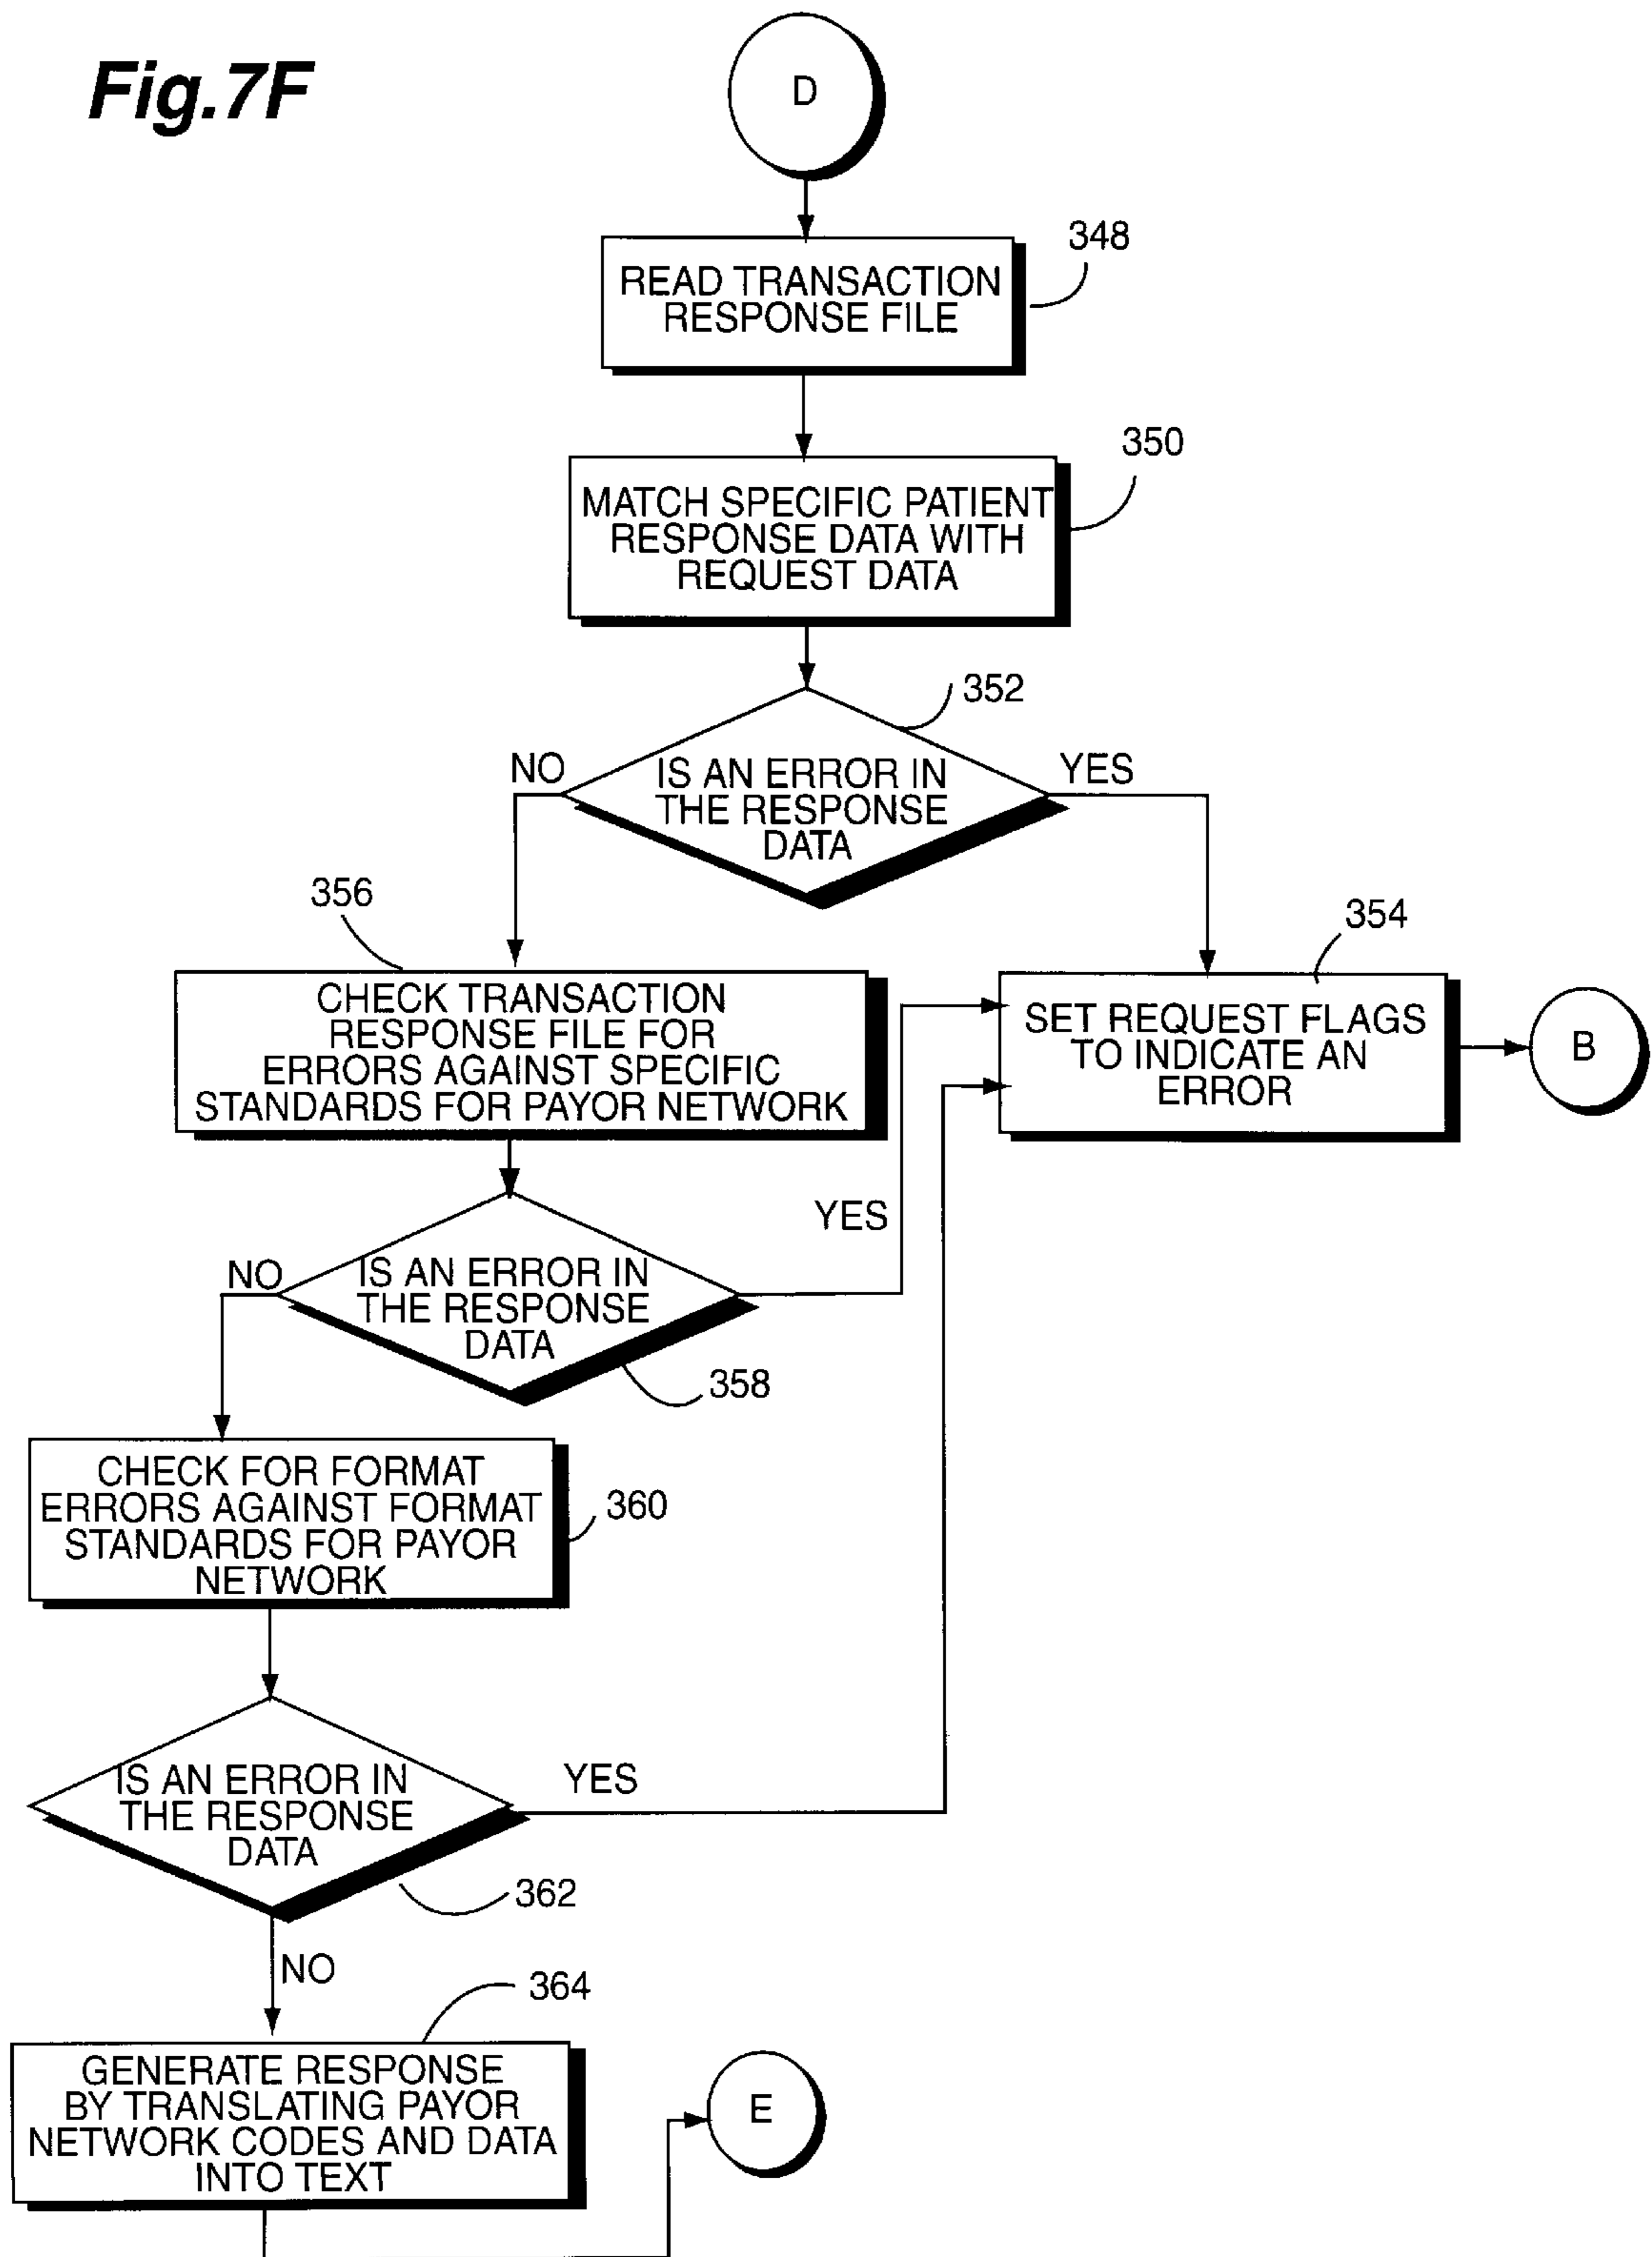 Fig.7F
D
348
READ TRANSACTION
RESPONSE FILE
350
MATCH SPECIFIC PATIENT
RESPONSE DATA WITH
REQUEST DATA
352
NO
IS AN ERROR IN
THE RESPONSE
DATA
YES
356
354
CHECK TRANSACTION
RESPONSE FILE FOR
ERRORS AGAINST SPECIFIC
STANDARDS FOR PAYOR NETWORK
SET REQUEST FLAGS
TO INDICATE AN
ERROR
B
YES
NO
IS AN ERROR IN
THE RESPONSE
DATA
358
CHECK FOR FORMAT
ERRORS AGAINST FORMAT
STANDARDS FOR PAYOR
NETWORK
360
IS AN ERROR IN
THE RESPONSE
DATA
YES
362
NO
364
GENERATE RESPONSE
BY TRANSLATING PAYOR
NETWORK CODES AND DATA
INTO TEXT
E